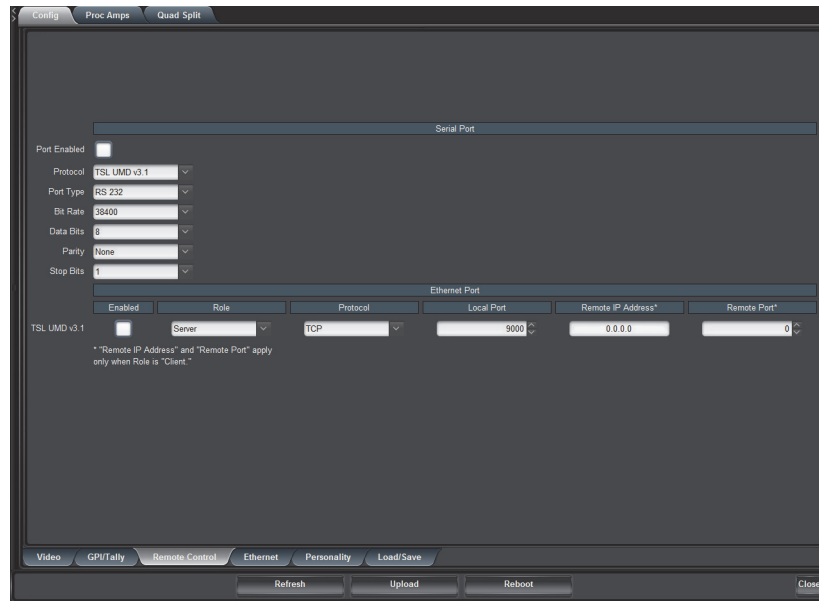 Config Proc Amps Quad Split
Serial Port
Port Enabled
Protocol TSL UMD v3.1
Port Type RS 232
Bit Rate 38400
Data Bits 8
Parity None
Stop Bits 1
Ethernet Port
Enabled Role Protocol Local Port Remote IP Address* Remote Port*
TSL UMD v3.1 Server TCP 9000 0.0.0.0 0
* "Remote IP Address" and "Remote Port" apply
only when Role is "Client."
Video GPI/Tally Remote Control Ethernet Personality Load/Save
Refresh Upload Reboot Close